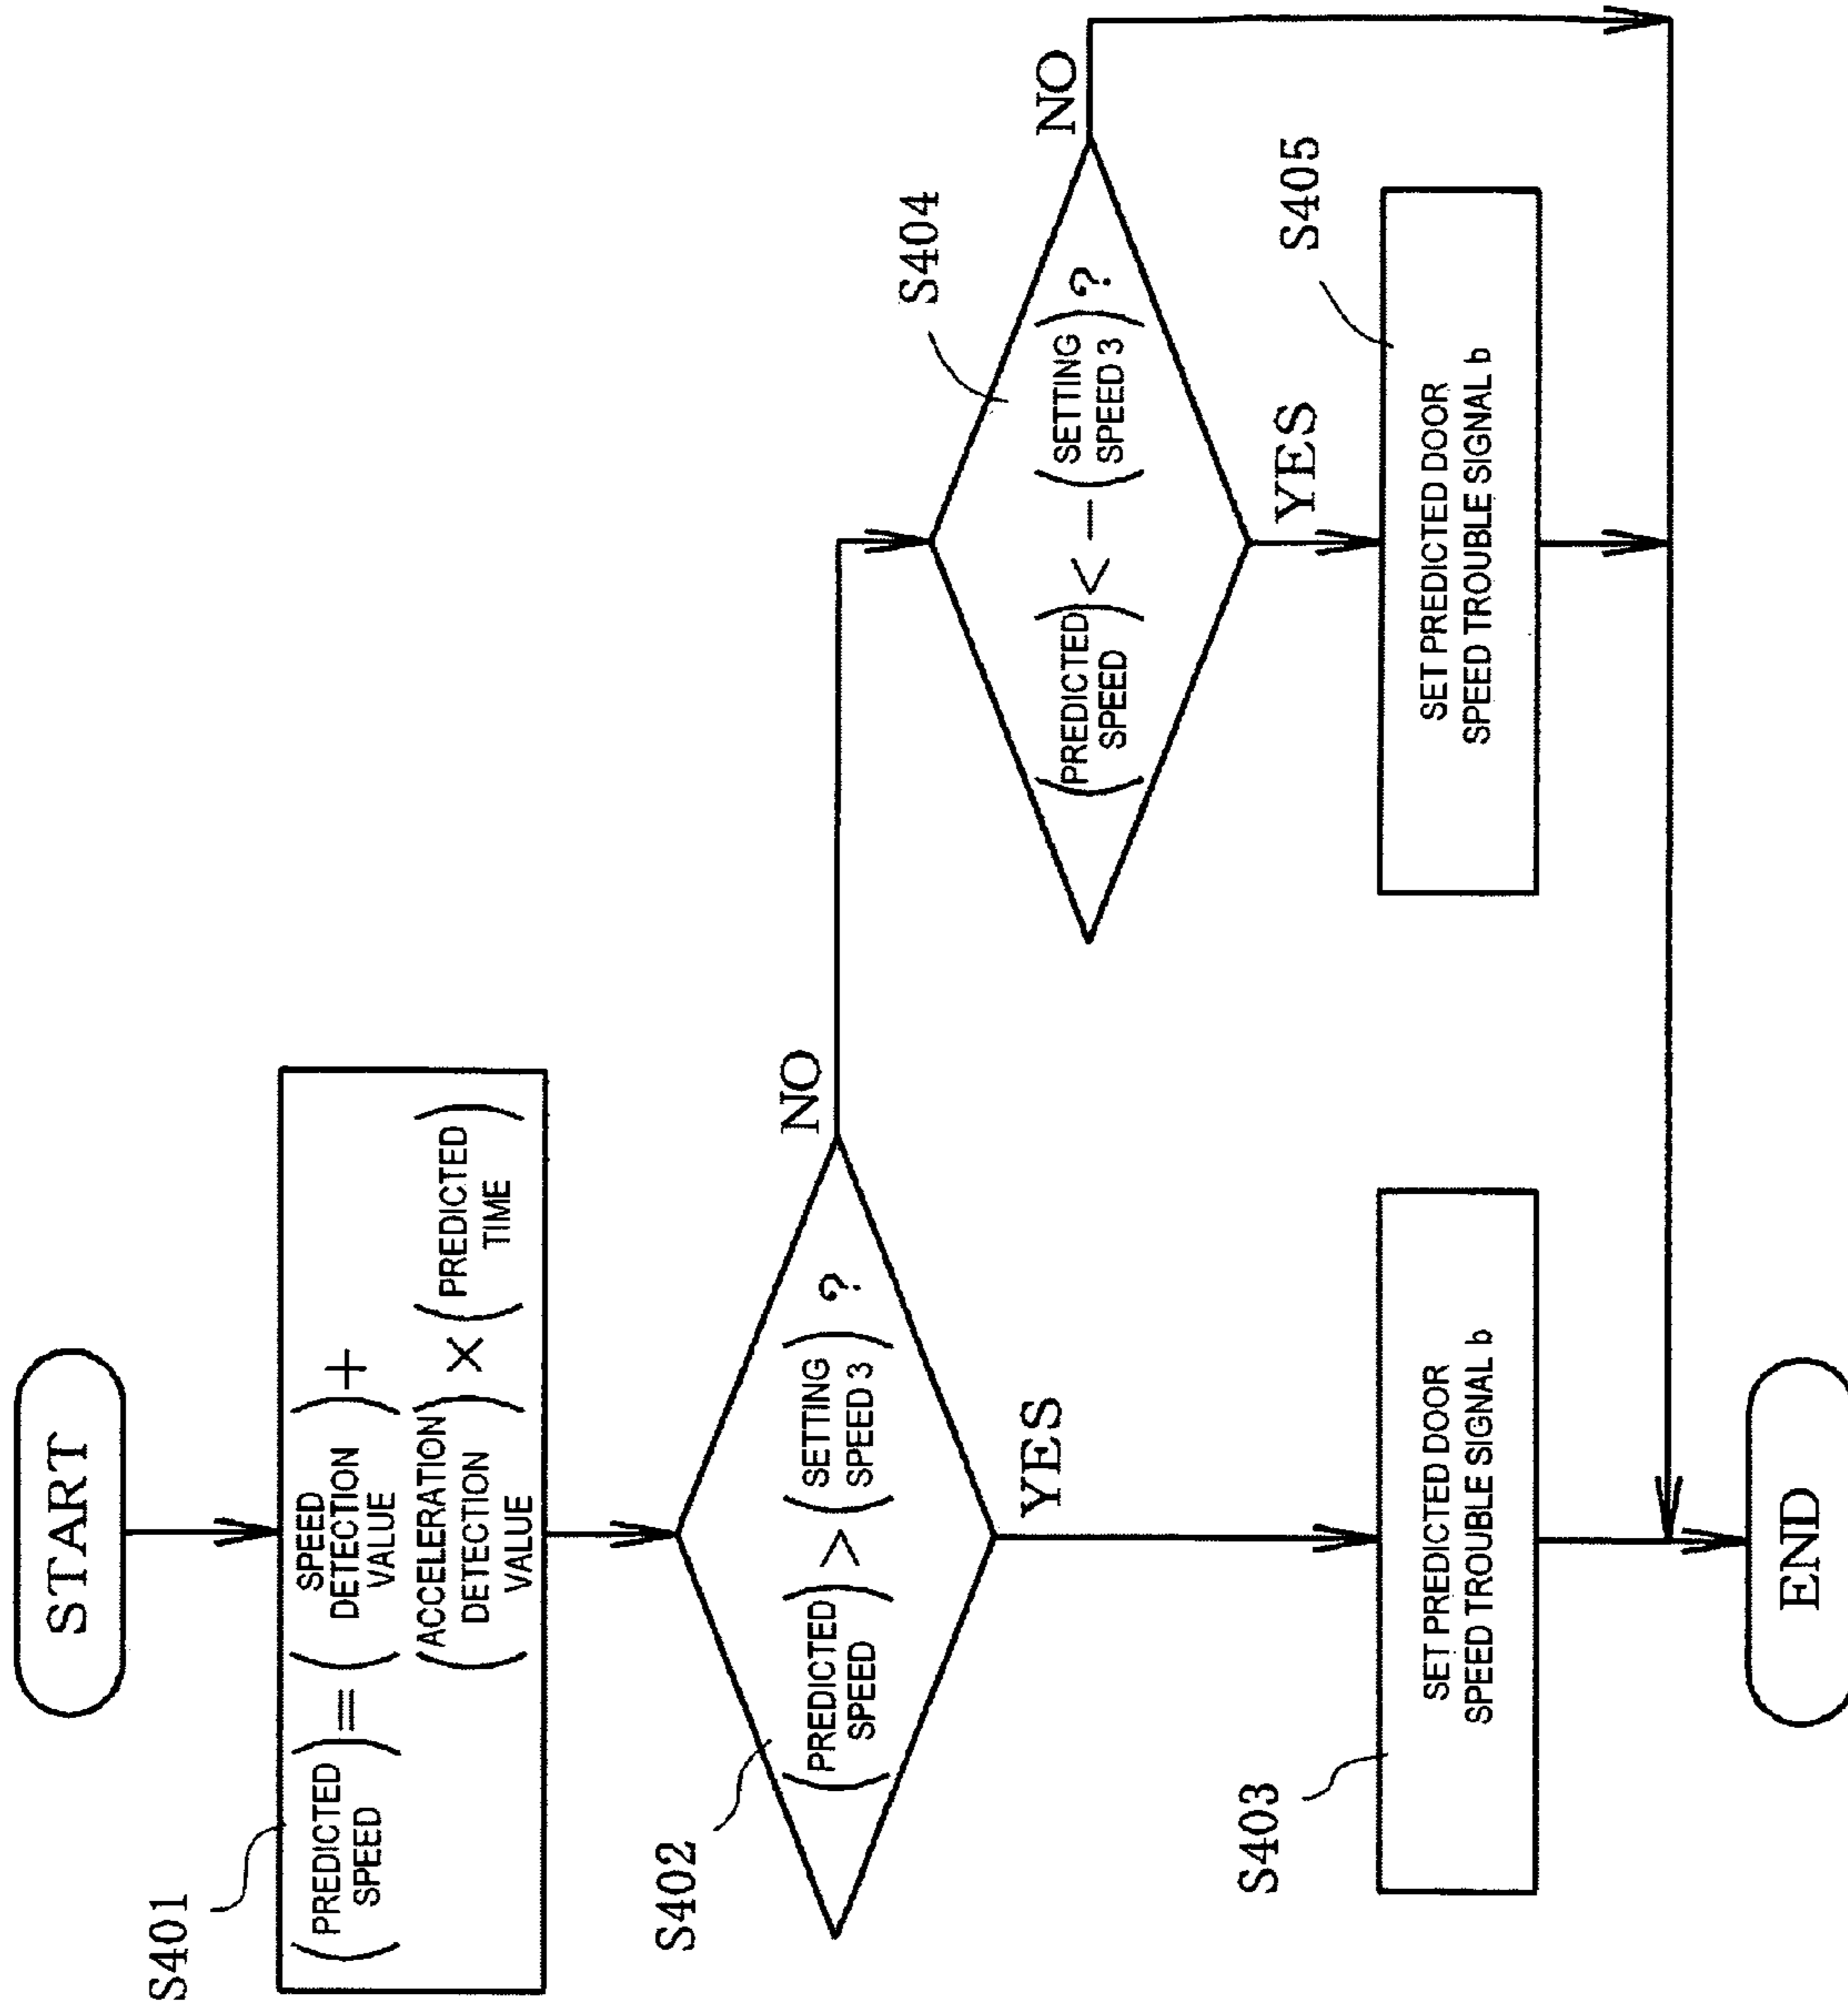 START
S401
(PREDICTED SPEED) = (SPEED DETECTION VALUE) +
(ACCELERATION DETECTION VALUE) × (PREDICTED TIME)
S402
(PREDICTED SPEED) > (SETTING SPEED 3) ?
NO
YES
S404
(PREDICTED SPEED) < − (SETTING SPEED 3) ?
NO
YES
S403
SET PREDICTED DOOR
SPEED TROUBLE SIGNAL b
S405
SET PREDICTED DOOR
SPEED TROUBLE SIGNAL b
END